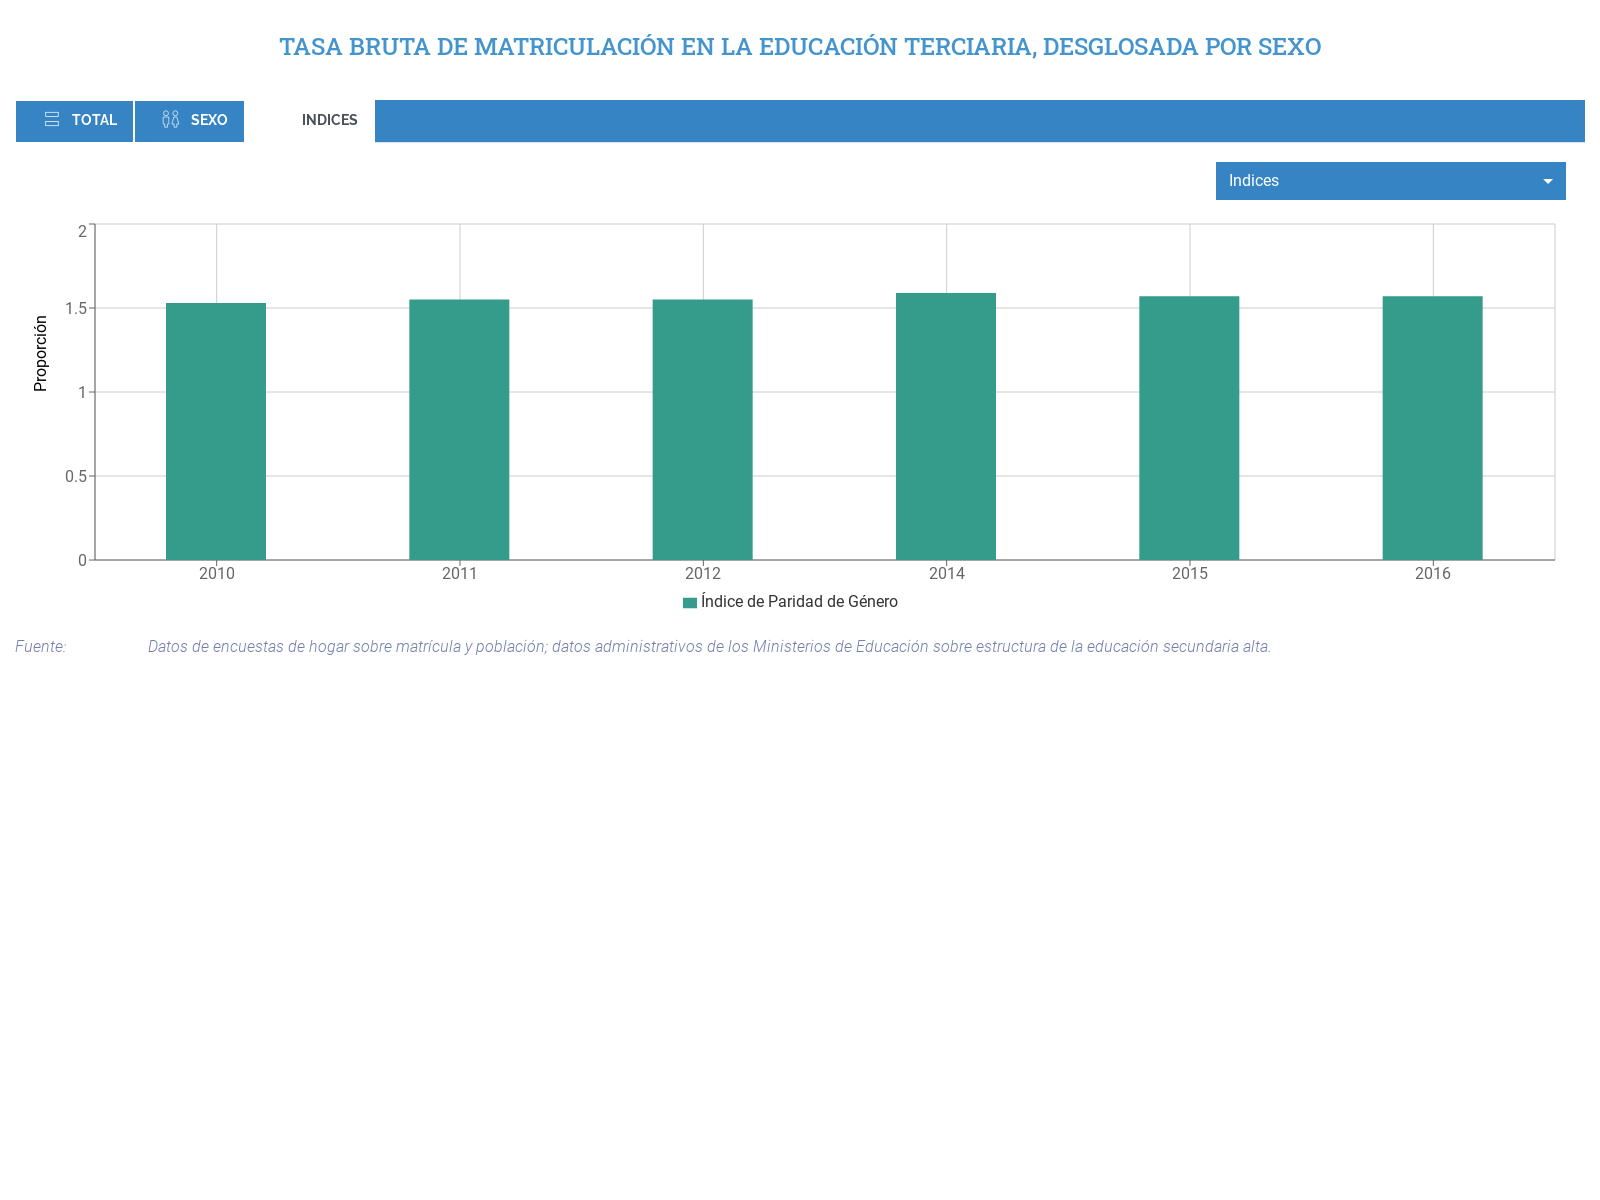 TASA BRUTA DE MATRICULACIÓN EN LA EDUCACIÓN TERCIARIA, DESGLOSADA POR SEXO
TOTAL SEXO INDICES
Indices
2
1.5
1
0.5
0
Proporción
2010 2011 2012 2014 2015 2016
Índice de Paridad de Género
Fuente: Datos de encuestas de hogar sobre matrícula y población; datos administrativos de los Ministerios de Educación sobre estructura de la educación secundaria alta.